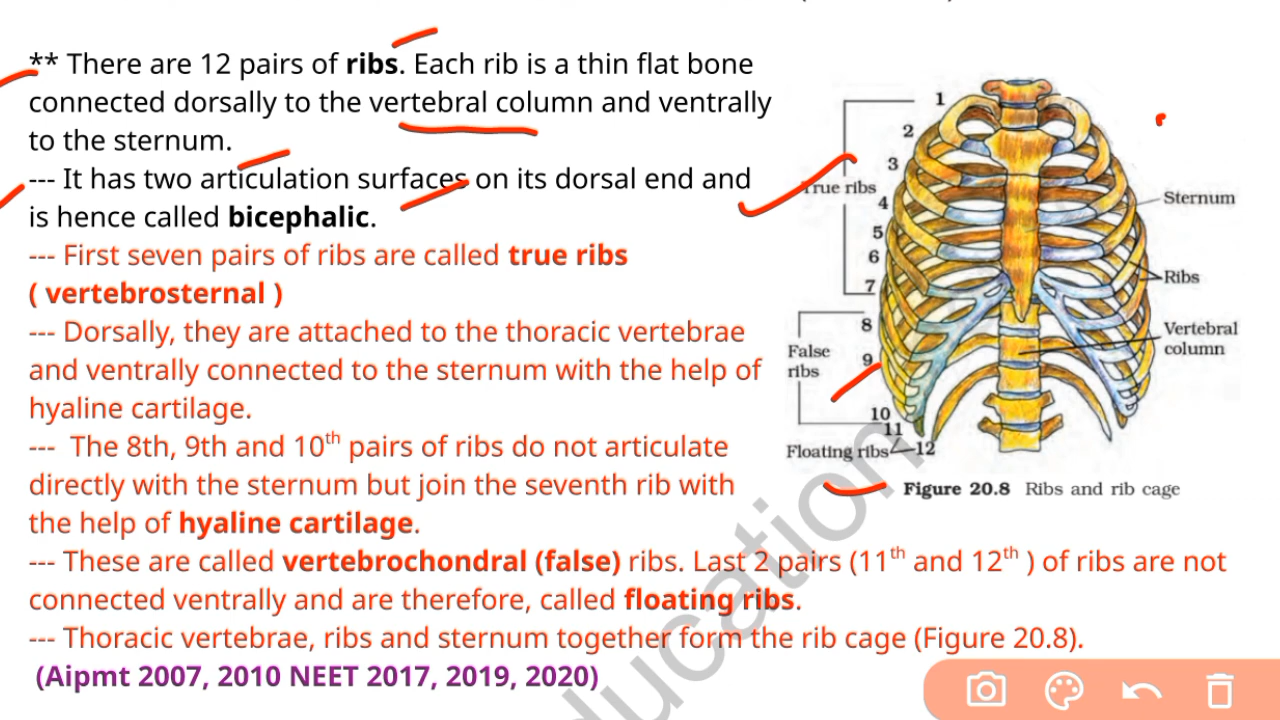 ** There are 12 pairs of ribs. Each rib is a thin flat bone
connected dorsally to the vertebral column and ventrally
to the sternum.
--- It has two articulation surfaces on its dorsal end and
is hence called bicephalic.
--- First seven pairs of ribs are called true ribs
( vertebrosternal )
--- Dorsally, they are attached to the thoracic vertebrae
and ventrally connected to the sternum with the help of
hyaline cartilage.
--- The 8th, 9th and 10th pairs of ribs do not articulate
directly with the sternum but join the seventh rib with
the help of hyaline cartilage.
--- These are called vertebrochondral (false) ribs. Last 2 pairs (11th and 12th ) of ribs are not
connected ventrally and are therefore, called floating ribs.
--- Thoracic vertebrae, ribs and sternum together form the rib cage (Figure 20.8).
(Aipmt 2007, 2010 NEET 2017, 2019, 2020)
1
2
3
True ribs
4
5
6
7
8
False
ribs
9
10
11
Floating ribs
12
Sternum
Ribs
Vertebral
column
Figure 20.8 Ribs and rib cage
ducation